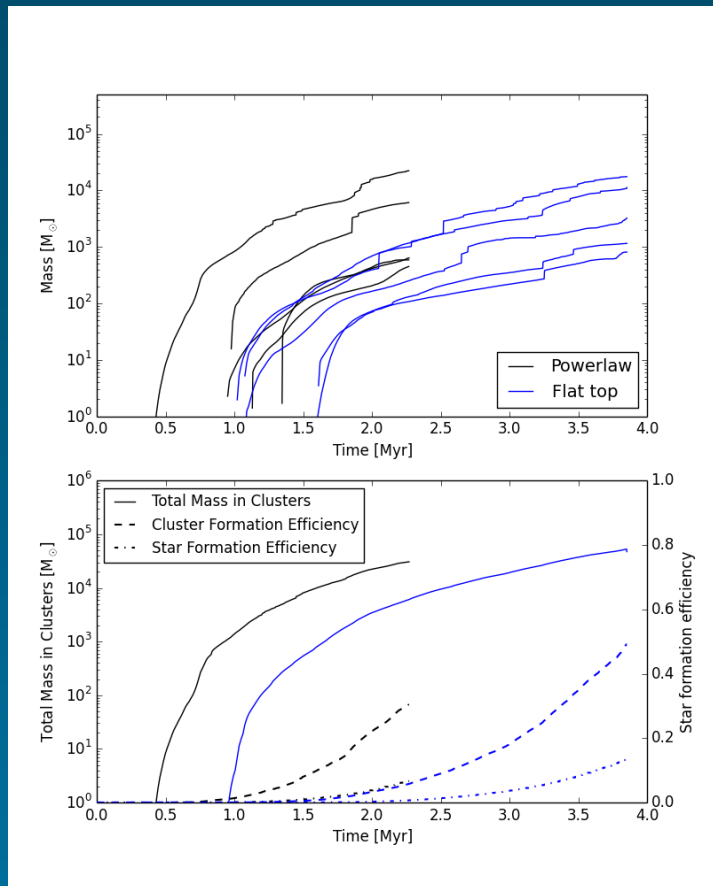 10^5
10^4
10^3
10^2
10^1
10^0
Mass [M_⊙]
Powerlaw
Flat top
0.0 0.5 1.0 1.5 2.0 2.5 3.0 3.5 4.0
Time [Myr]
10^6
10^5
10^4
10^3
10^2
10^1
10^0
Total Mass in Clusters [M_⊙]
Total Mass in Clusters
Cluster Formation Efficiency
Star Formation Efficiency
1.0
0.8
0.6
0.4
0.2
0.0
Star formation efficiency
0.0 0.5 1.0 1.5 2.0 2.5 3.0 3.5 4.0
Time [Myr]